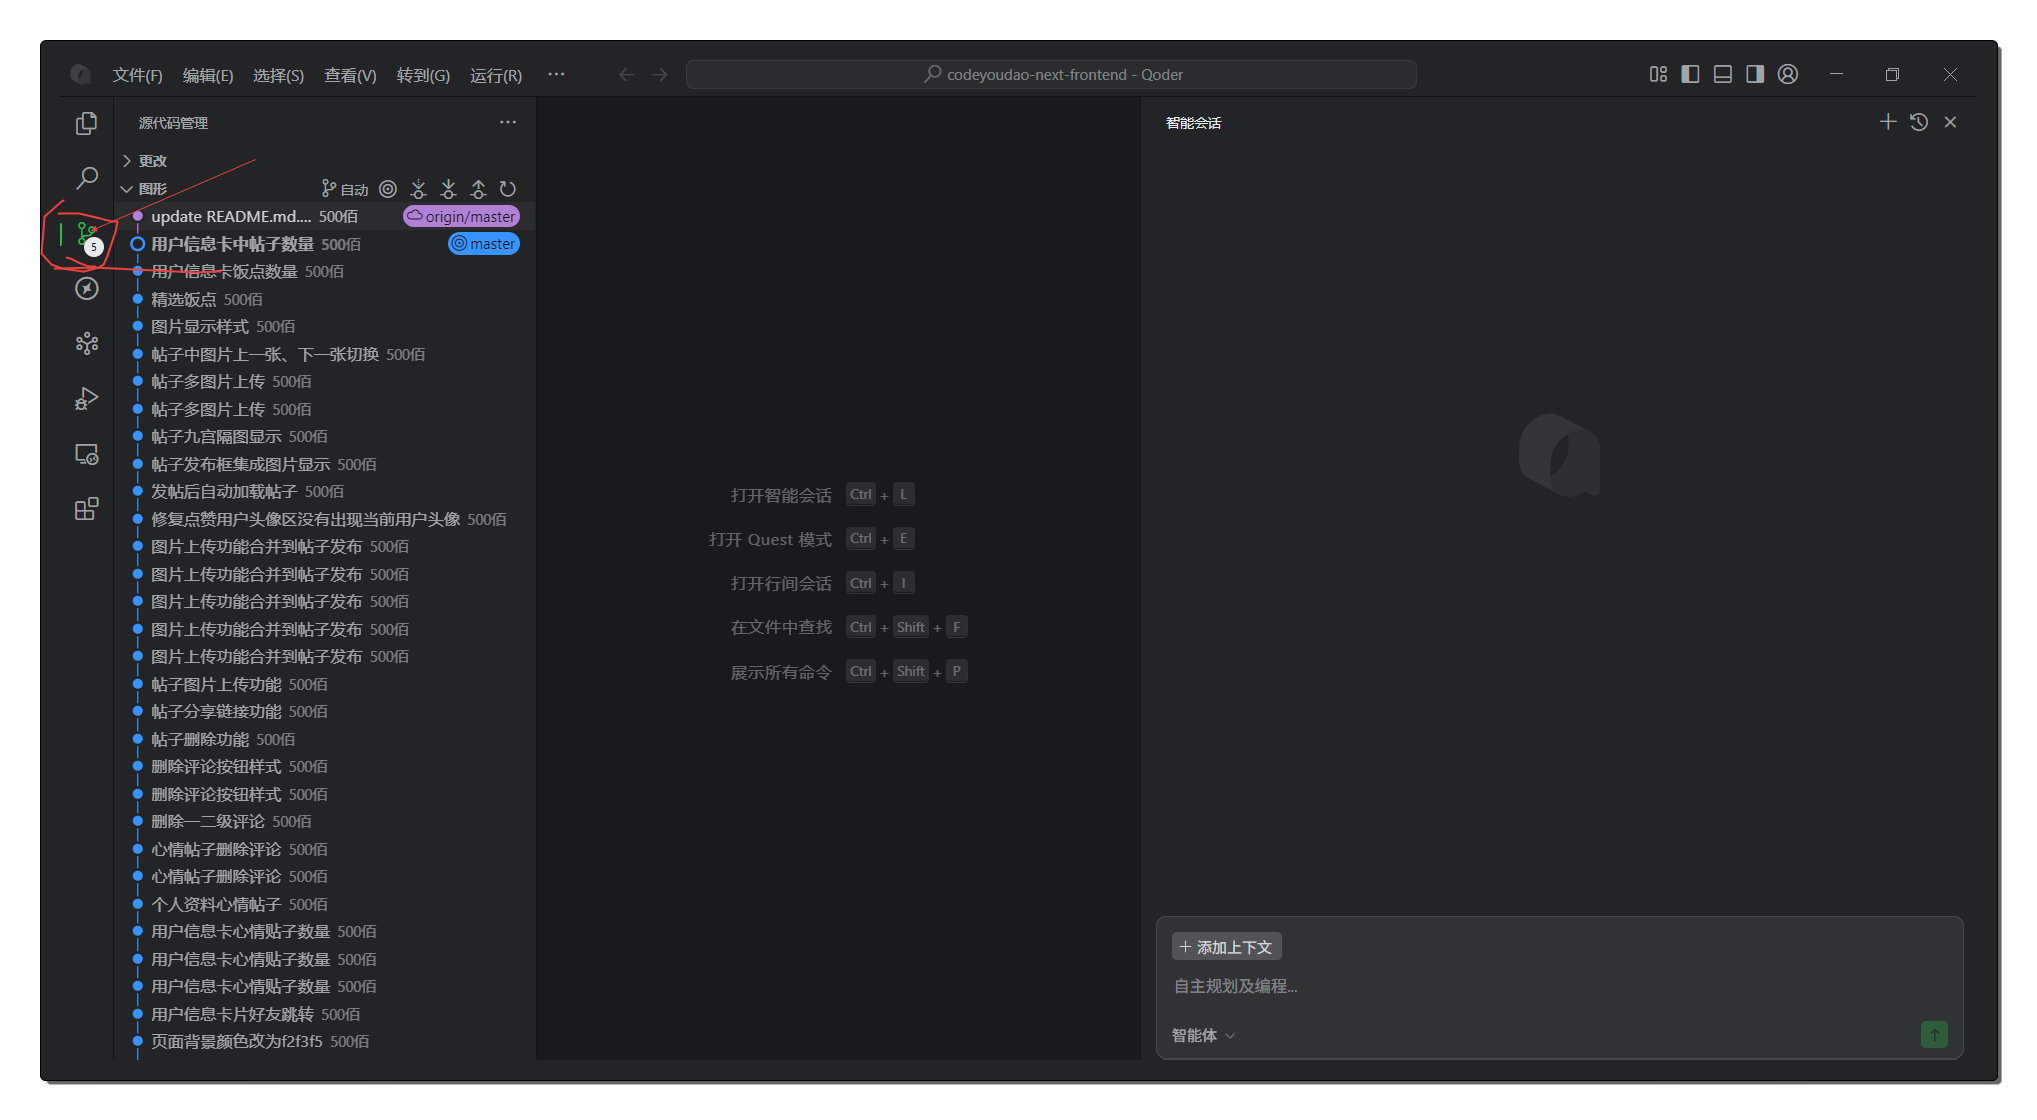 文件(F) 编辑(E) 选择(S) 查看(V) 转到(G) 运行(R) ···
codeyoudao-next-frontend - Qoder
源代码管理
更改
图形
自动
update README.md.... 500佰 origin/master
用户信息卡中帖子数量 500佰 master
用户信息卡饭点数量 500佰
精选饭点 500佰
图片显示样式 500佰
帖子中图片上一张、下一张切换 500佰
帖子多图片上传 500佰
帖子多图片上传 500佰
帖子九宫隔图显示 500佰
帖子发布框集成图片显示 500佰
发帖后自动加载帖子 500佰
修复点赞用户头像区没有出现当前用户头像 500佰
图片上传功能合并到帖子发布 500佰
图片上传功能合并到帖子发布 500佰
图片上传功能合并到帖子发布 500佰
图片上传功能合并到帖子发布 500佰
图片上传功能合并到帖子发布 500佰
帖子图片上传功能 500佰
帖子分享链接功能 500佰
帖子删除功能 500佰
删除评论按钮样式 500佰
删除评论按钮样式 500佰
删除一二级评论 500佰
心情帖子删除评论 500佰
心情帖子删除评论 500佰
个人资料心情帖子 500佰
用户信息卡心情贴子数量 500佰
用户信息卡心情贴子数量 500佰
用户信息卡心情贴子数量 500佰
用户信息卡片好友跳转 500佰
页面背景颜色改为f2f3f5 500佰
5
打开智能会话 Ctrl + L
打开 Quest 模式 Ctrl + E
打开行间会话 Ctrl + I
在文件中查找 Ctrl + Shift + F
展示所有命令 Ctrl + Shift + P
智能会话
添加上下文
自主规划及编程...
智能体